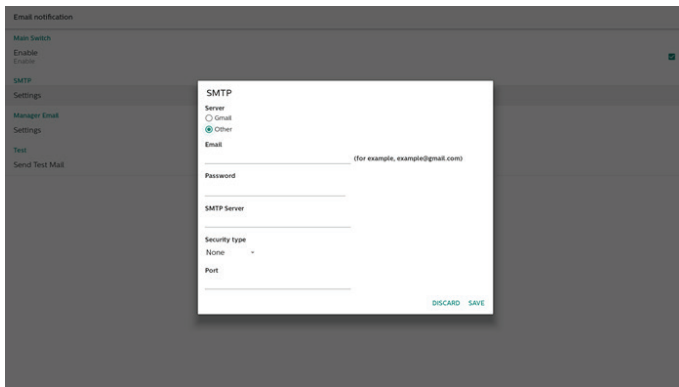 Email notification
Main Switch
Enable
Enable
SMTP
Settings
Manager Email
Settings
Test
Send Test Mail
SMTP
Server
Gmail
Other
Email
(for example, example@gmail.com)
Password
SMTP Server
Security type
None
Port
DISCARD SAVE